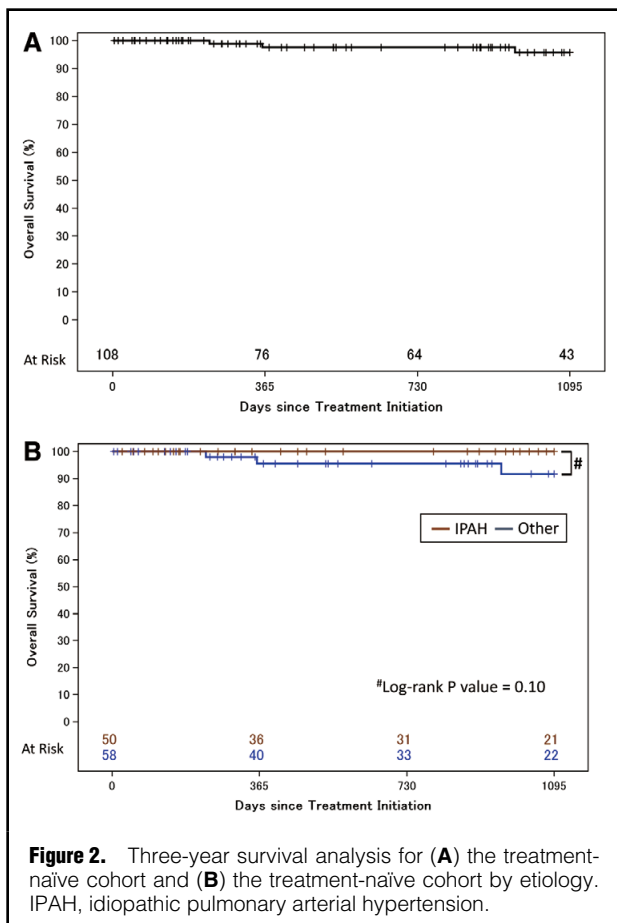 A
100
90
80
70
60
50
40
30
20
10
0
Overall Survival (%)
At Risk 108 76 64 43
0 365 730 1095
Days since Treatment Initiation
B
100
90
80
70
60
50
40
30
20
10
0
Overall Survival (%)
#
IPAH Other
#Log-rank P value = 0.10
At Risk
50 36 31 21
58 40 33 22
0 365 730 1095
Days since Treatment Initiation
Figure 2. Three-year survival analysis for (A) the treatment-
naïve cohort and (B) the treatment-naïve cohort by etiology.
IPAH, idiopathic pulmonary arterial hypertension.